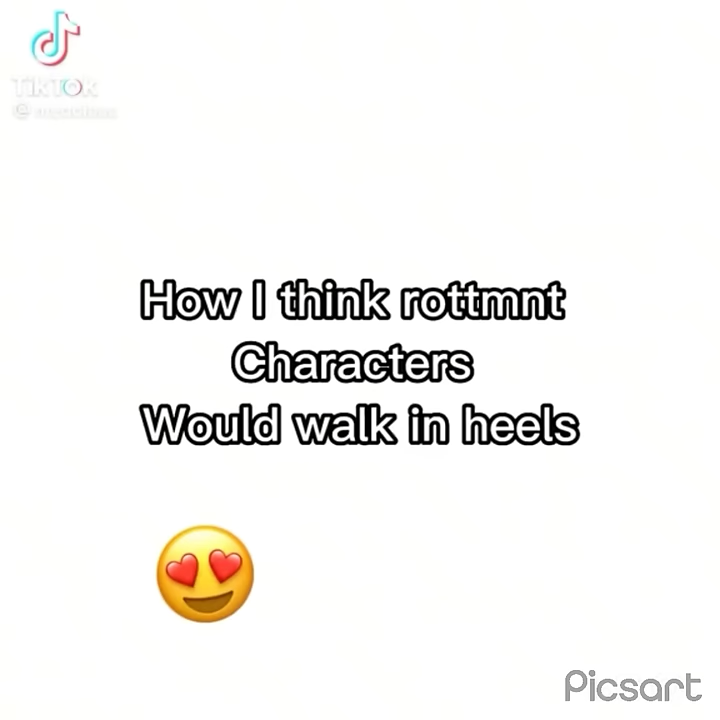 TikTok
How I think rottmnt
Characters
Would walk in heels
Picsart